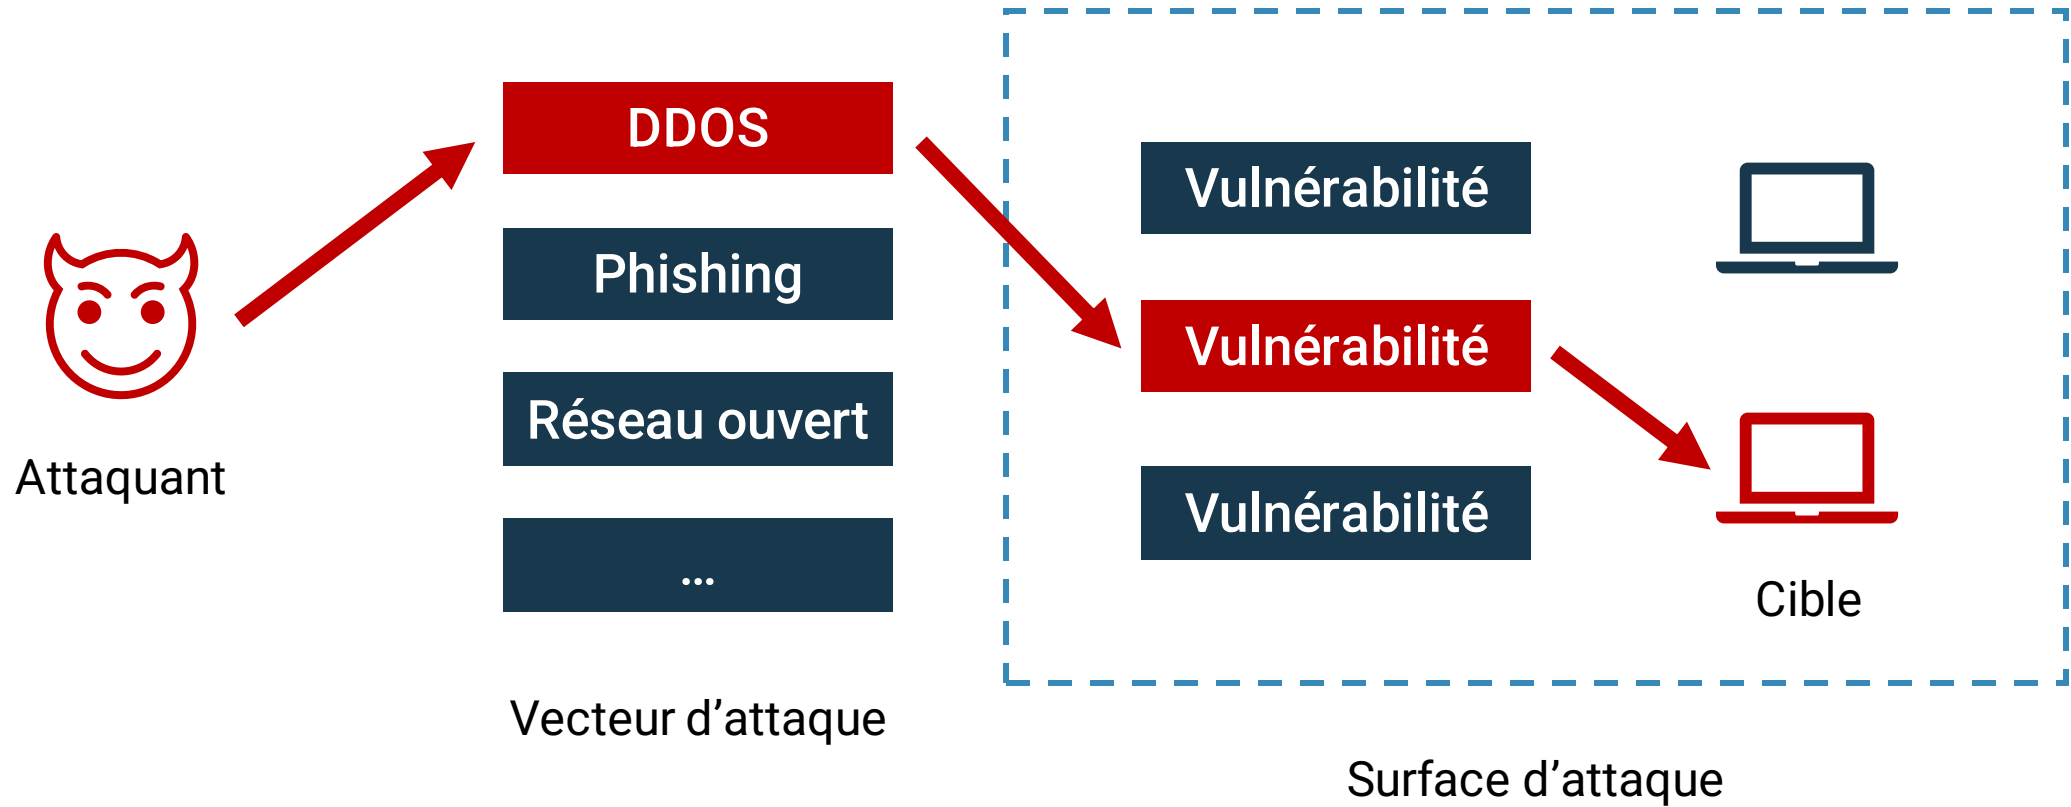 Attaquant
DDOS
Phishing
Réseau ouvert
...
Vecteur d’attaque
Vulnérabilité
Vulnérabilité
Vulnérabilité
Cible
Surface d’attaque